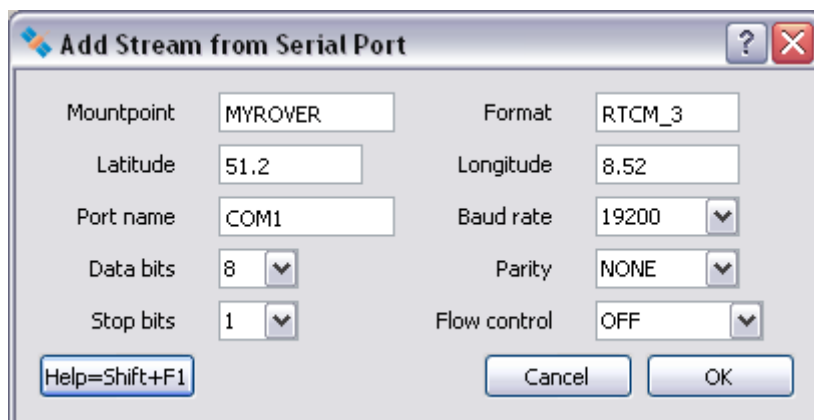 Add Stream from Serial Port ?
Mountpoint MYROVER Format RTCM_3
Latitude 51.2 Longitude 8.52
Port name COM1 Baud rate 19200
Data bits 8 Parity NONE
Stop bits 1 Flow control OFF
Help=Shift+F1 Cancel OK